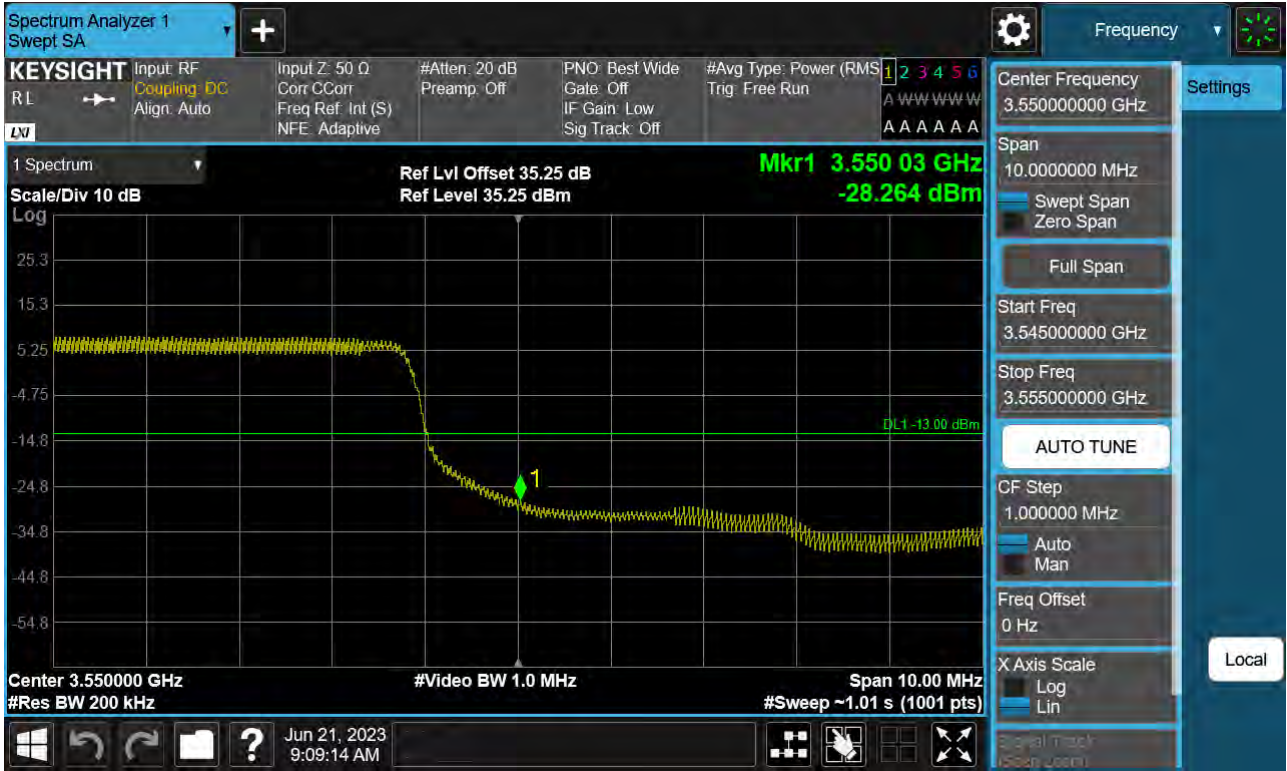 Spectrum Analyzer 1
Swept SA
Frequency
KEYSIGHT
RL
LXI
Input: RF
Coupling: DC
Align: Auto
Input Z: 50 Ω
Corr CCorr
Freq Ref: Int (S)
NFE: Adaptive
#Atten: 20 dB
Preamp: Off
PNO: Best Wide
Gate: Off
IF Gain: Low
Sig Track: Off
#Avg Type: Power (RMS
Trig: Free Run
1 2 3 4 5 6
A W W W W W
A A A A A A
1 Spectrum
Scale/Div 10 dB
Log
Ref Lvl Offset 35.25 dB
Ref Level 35.25 dBm
Mkr1 3.550 03 GHz
-28.264 dBm
25.3
15.3
5.25
-4.75
-14.8
-24.8
-34.8
-44.8
-54.8
DL1 -13.00 dBm
1
Center 3.550000 GHz
#Res BW 200 kHz
#Video BW 1.0 MHz
Span 10.00 MHz
#Sweep ~1.01 s (1001 pts)
Center Frequency
3.550000000 GHz
Settings
Span
10.0000000 MHz
Swept Span
Zero Span
Full Span
Start Freq
3.545000000 GHz
Stop Freq
3.555000000 GHz
AUTO TUNE
CF Step
1.000000 MHz
Auto
Man
Freq Offset
0 Hz
X Axis Scale
Log
Lin
Local
Signal Track
(Span Zoom)
?
Jun 21, 2023
9:09:14 AM